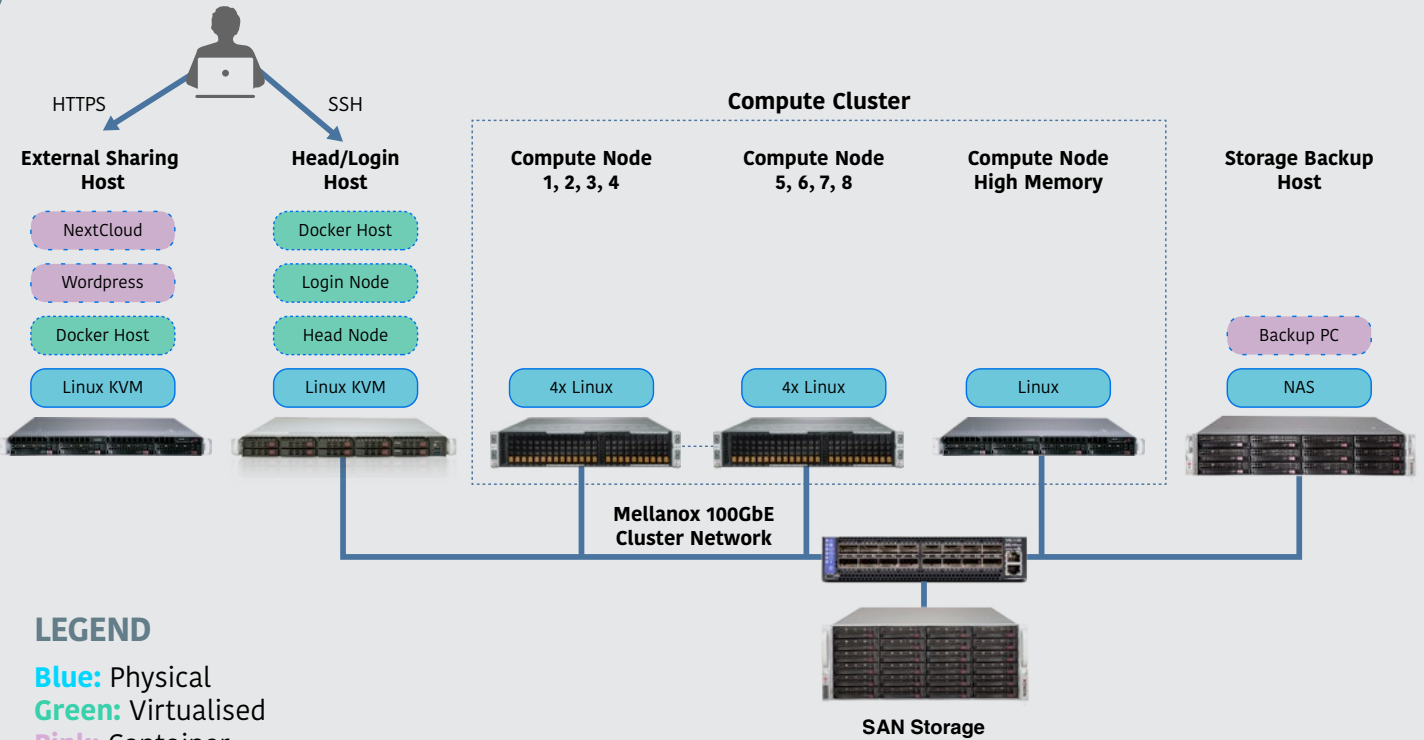 HTTPS
SSH
Compute Cluster
External Sharing
Host
Head/Login
Host
Compute Node
1, 2, 3, 4
Compute Node
5, 6, 7, 8
Compute Node
High Memory
Storage Backup
Host
NextCloud
Wordpress
Docker Host
Linux KVM
Docker Host
Login Node
Head Node
Linux KVM
4x Linux
4x Linux
Linux
Backup PC
NAS
Mellanox 100GbE
Cluster Network
SAN Storage
LEGEND
Blue: Physical
Green: Virtualised
Pink: Container